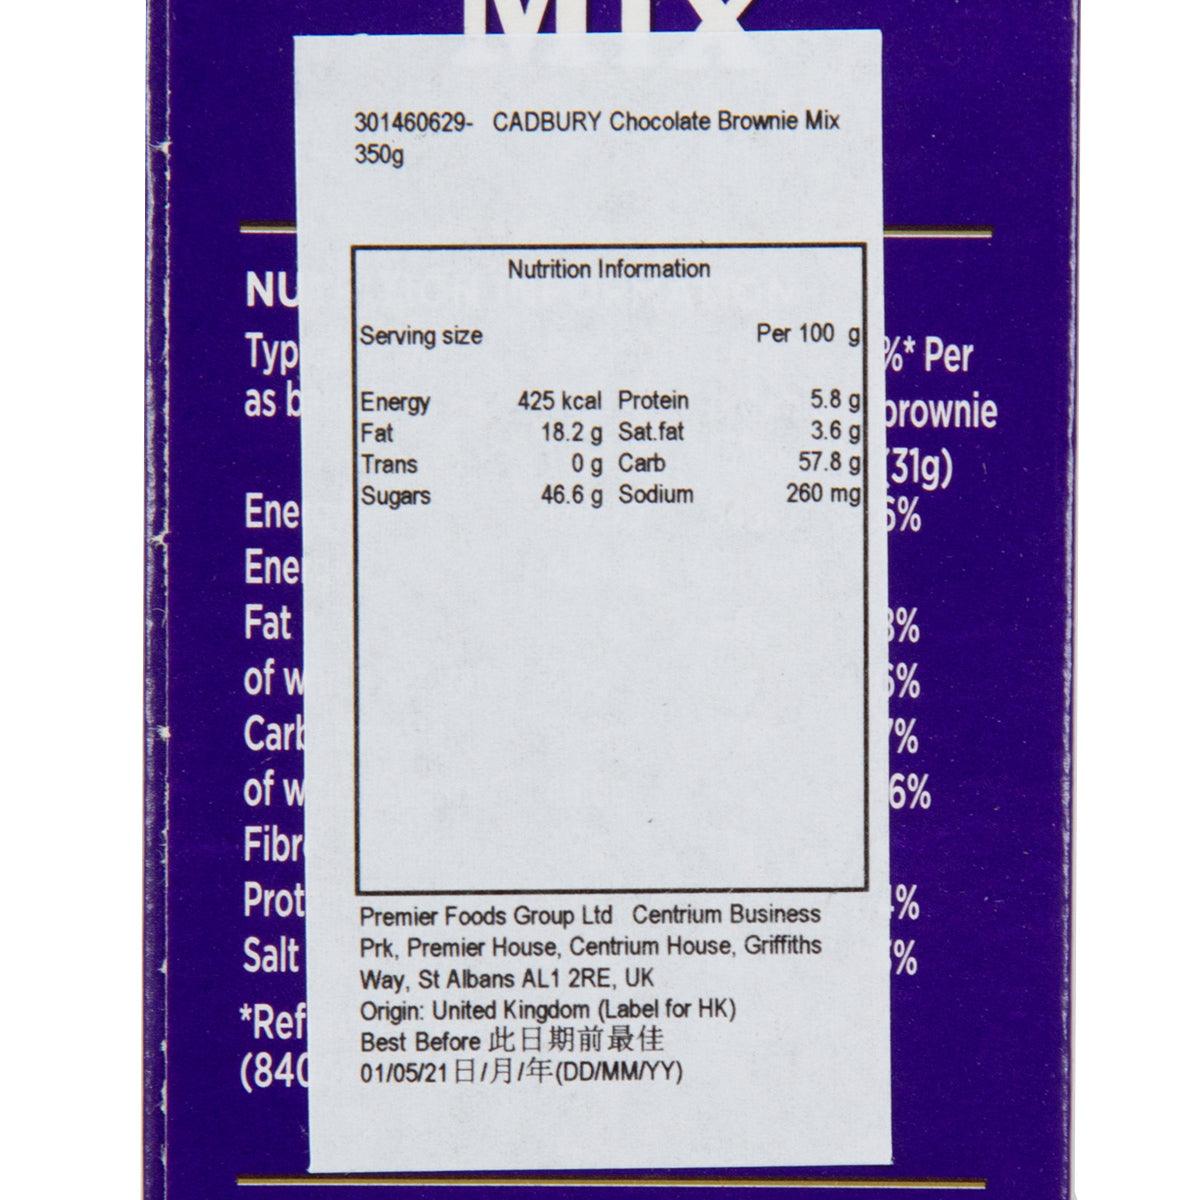 MIX
301460629- CADBURY Chocolate Brownie Mix
350g
Nutrition Information
Serving size Per 100 g
Energy 425 kcal Protein 5.8 g
Fat 18.2 g Sat.fat 3.6 g
Trans 0 g Carb 57.8 g
Sugars 46.6 g Sodium 260 mg
Premier Foods Group Ltd Centrium Business
Prk, Premier House, Centrium House, Griffiths
Way, St Albans AL1 2RE, UK
Origin: United Kingdom (Label for HK)
Best Before 此日期前最佳
01/05/21日/月/年(DD/MM/YY)
NU
Typ
as b
Ene
Ene
Fat
of w
Carb
of w
Fibr
Prot
Salt
*Ref
(840
%* Per
brownie
(31g)
6%
%
6%
7%
6%
%
%